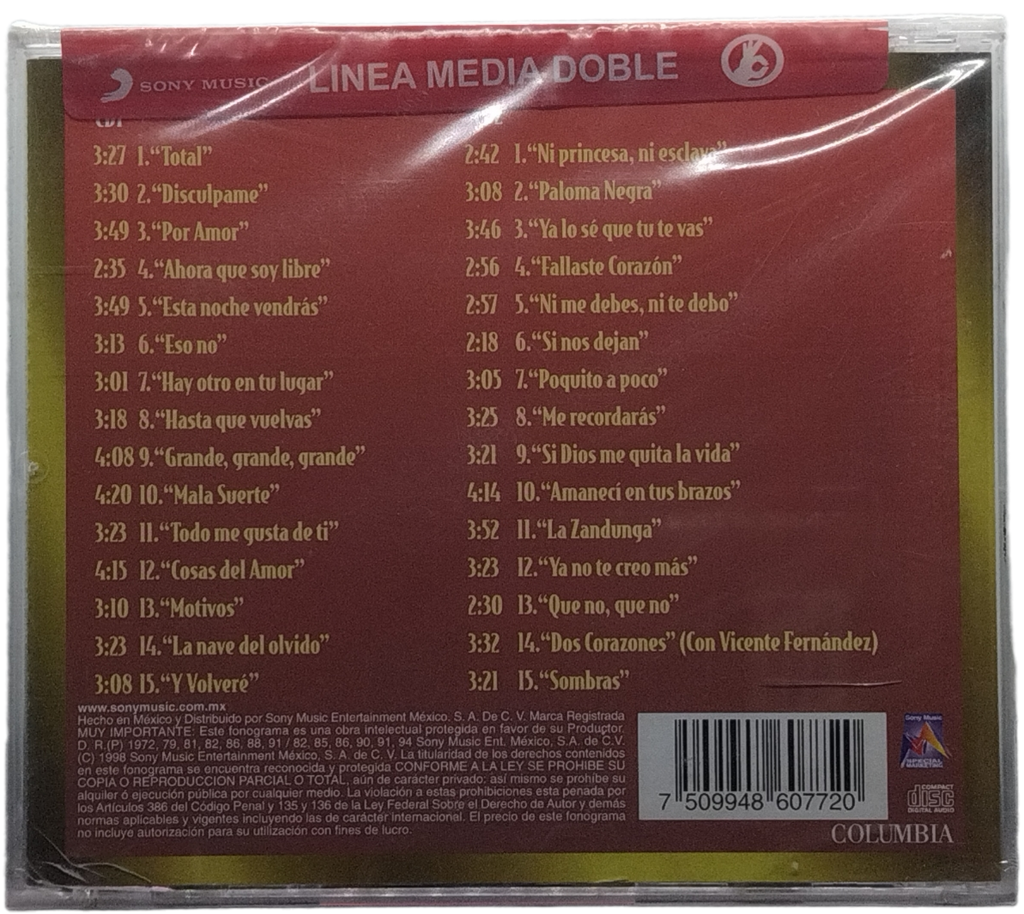 SONY MUSIC LINEA MEDIA DOBLE
CD1
3:27 1."Total"
3:30 2."Disculpame"
3:49 3."Por Amor"
2:35 4."Ahora que soy libre"
3:49 5."Esta noche vendrás"
3:13 6."Eso no"
3:01 7."Hay otro en tu lugar"
3:18 8."Hasta que vuelvas"
4:08 9."Grande, grande, grande"
4:20 10."Mala Suerte"
3:23 11."Todo me gusta de ti"
4:15 12."Cosas del Amor"
3:10 13."Motivos"
3:23 14."La nave del olvido"
3:08 15."Y Volveré"
2:42 1."Ni princesa, ni esclava"
3:08 2."Paloma Negra"
3:46 3."Ya lo sé que tu te vas"
2:56 4."Fallaste Corazón"
2:57 5."Ni me debes, ni te debo"
2:18 6."Si nos dejan"
3:05 7."Poquito a poco"
3:25 8."Me recordarás"
3:21 9."Si Dios me quita la vida"
4:14 10."Amanecí en tus brazos"
3:52 11."La Zandunga"
3:23 12."Ya no te creo más"
2:30 13."Que no, que no"
3:32 14."Dos Corazones" (Con Vicente Fernández)
3:21 15."Sombras"
www.sonymusic.com.mx
Hecho en México y Distribuido por Sony Music Entertainment México. S. A. De C. V. Marca Registrada
MUY IMPORTANTE: Este fonograma es una obra intelectual protegida en favor de su Productor.
D. R.(P) 1972, 79, 81, 82, 86, 88, 91 / 82, 85, 86, 90, 91, 94 Sony Music Ent. México, S.A. de C.V.
(C) 1998 Sony Music Entertainment México, S. A. de C. V. La titularidad de los derechos contenidos
en este fonograma se encuentra reconocida y protegida CONFORME A LA LEY SE PROHIBE SU
COPIA O REPRODUCCION PARCIAL O TOTAL, aún de carácter privado: así mismo se prohibe su
alquiler ó ejecución pública por cualquier medio. La violación a estas prohibiciones esta penada por
los Artículos 386 del Código Penal y 135 y 136 de la Ley Federal Sobre el Derecho de Autor y demás
normas aplicables y vigentes incluyendo las de carácter internacional. El precio de este fonograma
no incluye autorización para su utilización con fines de lucro.
7 509948 607720
Sony Music
SPECIAL
MARKETING
COMPACT
disc
DIGITAL AUDIO
COLUMBIA